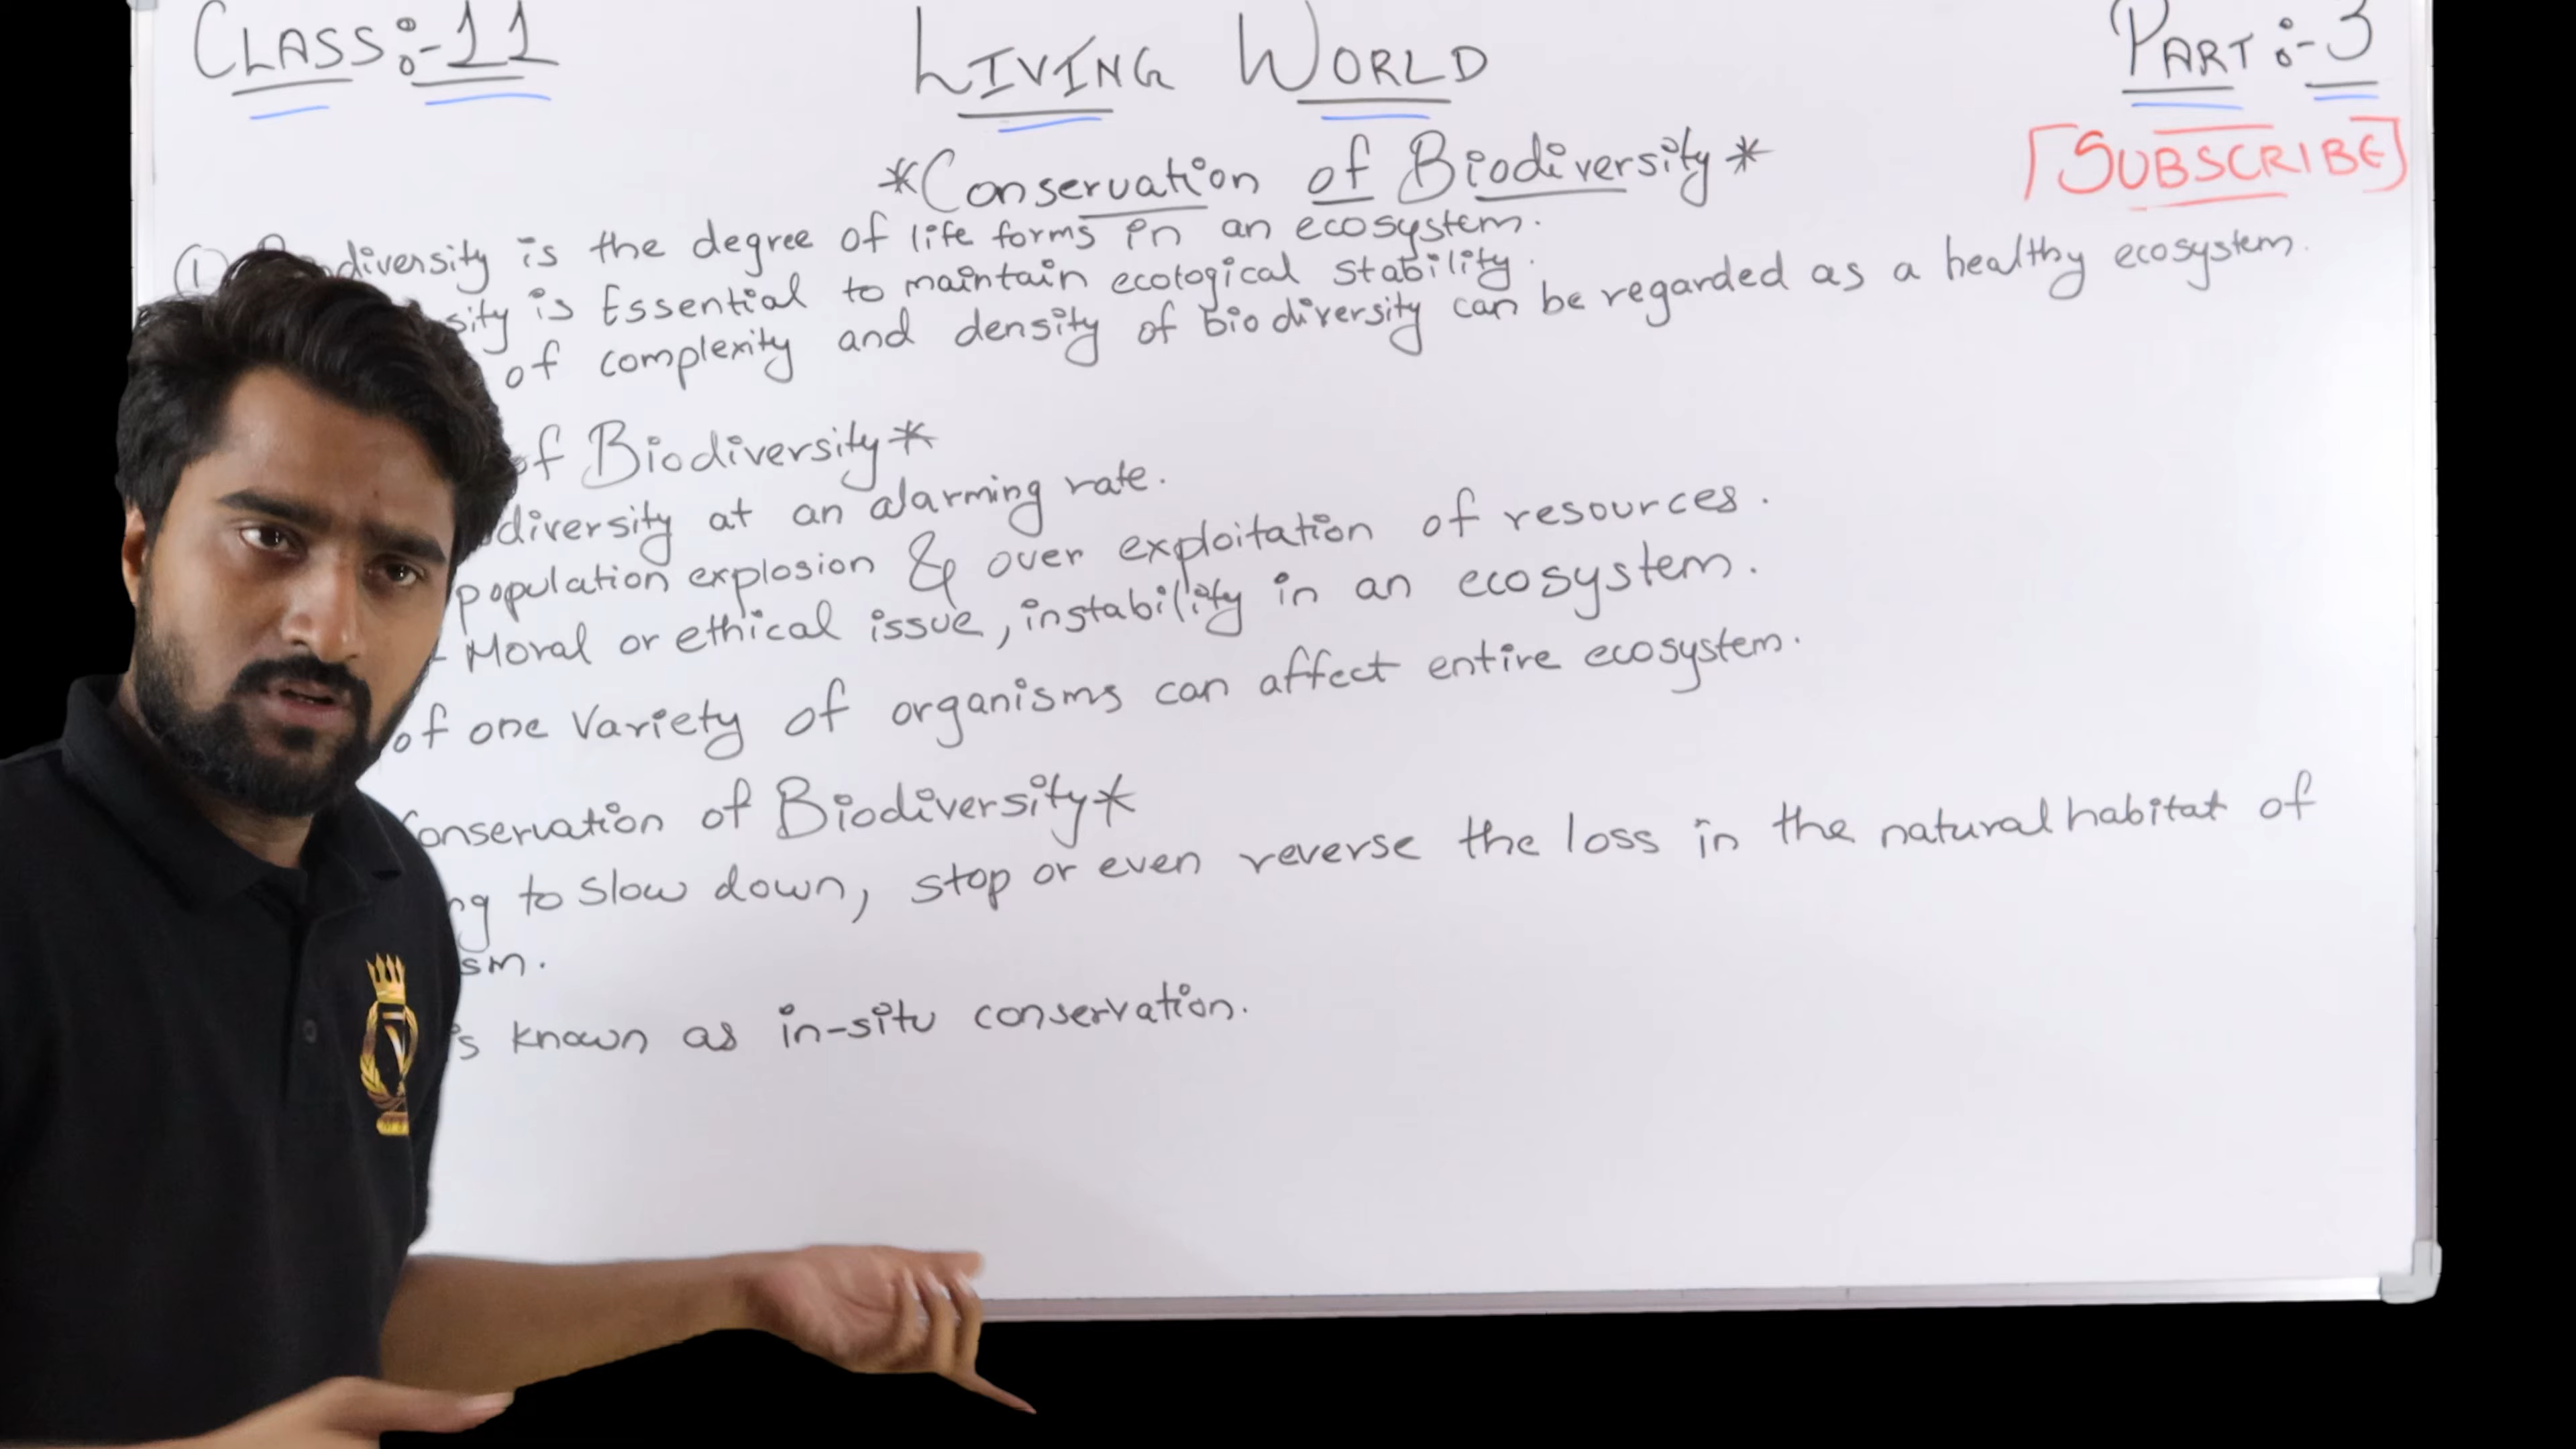 CLASS:-11
LIVING WORLD
PART:-3
SUBSCRIBE
*Conservation of Biodiversity*
① Biodiversity is the degree of life forms in an ecosystem.
is Essential to maintain ecological stability.
of complexity and density of biodiversity can be regarded as a healthy ecosystem.
of Biodiversity*
diversity at an alarming rate.
population explosion & over exploitation of resources.
- Moral or ethical issue, instability in an ecosystem.
of one Variety of organisms can affect entire ecosystem.
Conservation of Biodiversity*
to slow down, stop or even reverse the loss in the natural habitat of
known as in-situ conservation.